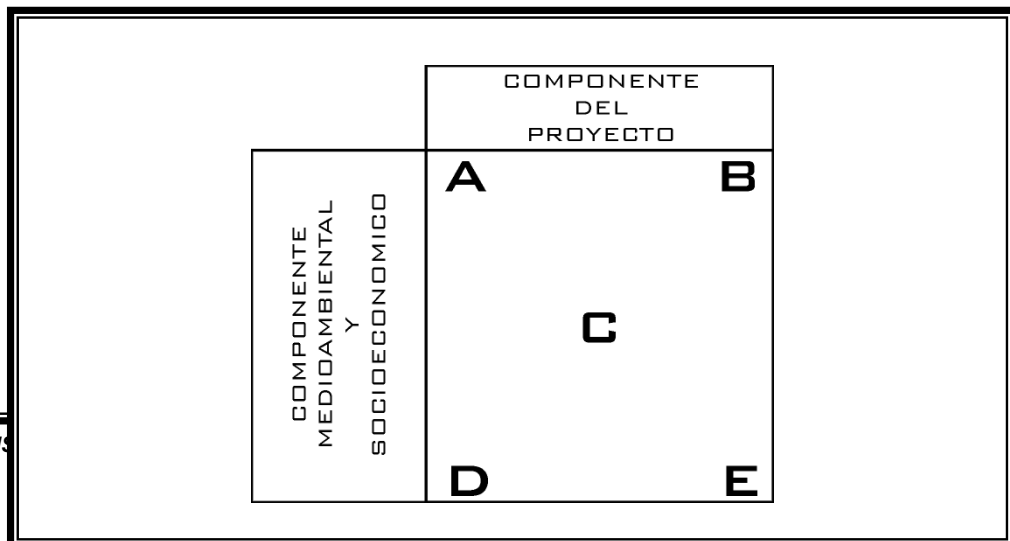 COMPONENTE
DEL
PROYECTO
COMPONENTE
MEDIOAMBIENTAL
Y
SOCIOECONOMICO
A
B
C
D
E